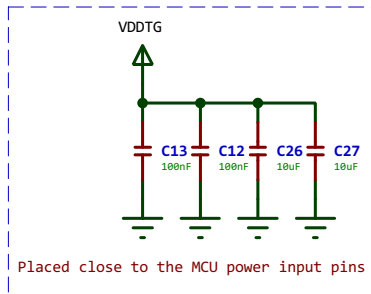 VDDTG
C13 C12 C26 C27
100nF 100nF 10uF 10uF
Placed close to the MCU power input pins